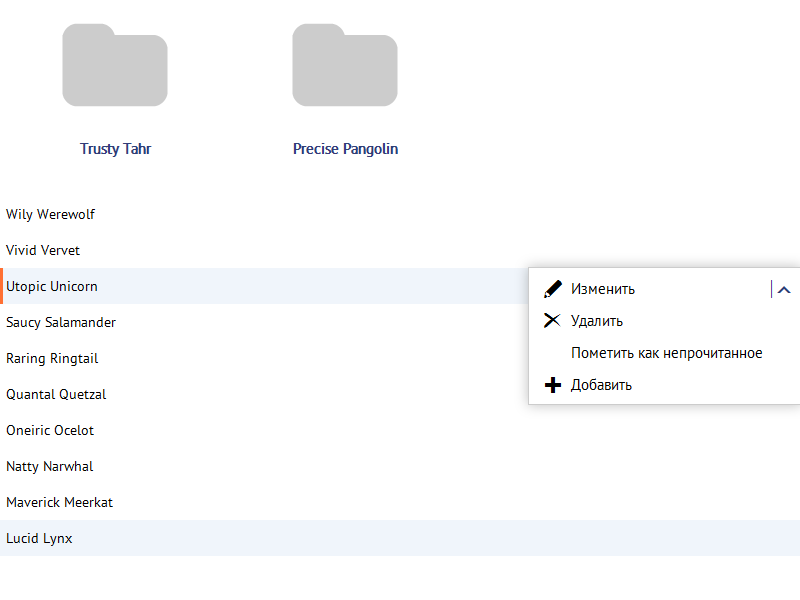 Trusty Tahr
Precise Pangolin
Wily Werewolf
Vivid Vervet
Utopic Unicorn
Saucy Salamander
Raring Ringtail
Quantal Quetzal
Oneiric Ocelot
Natty Narwhal
Maverick Meerkat
Lucid Lynx
Изменить
Удалить
Пометить как непрочитанное
Добавить